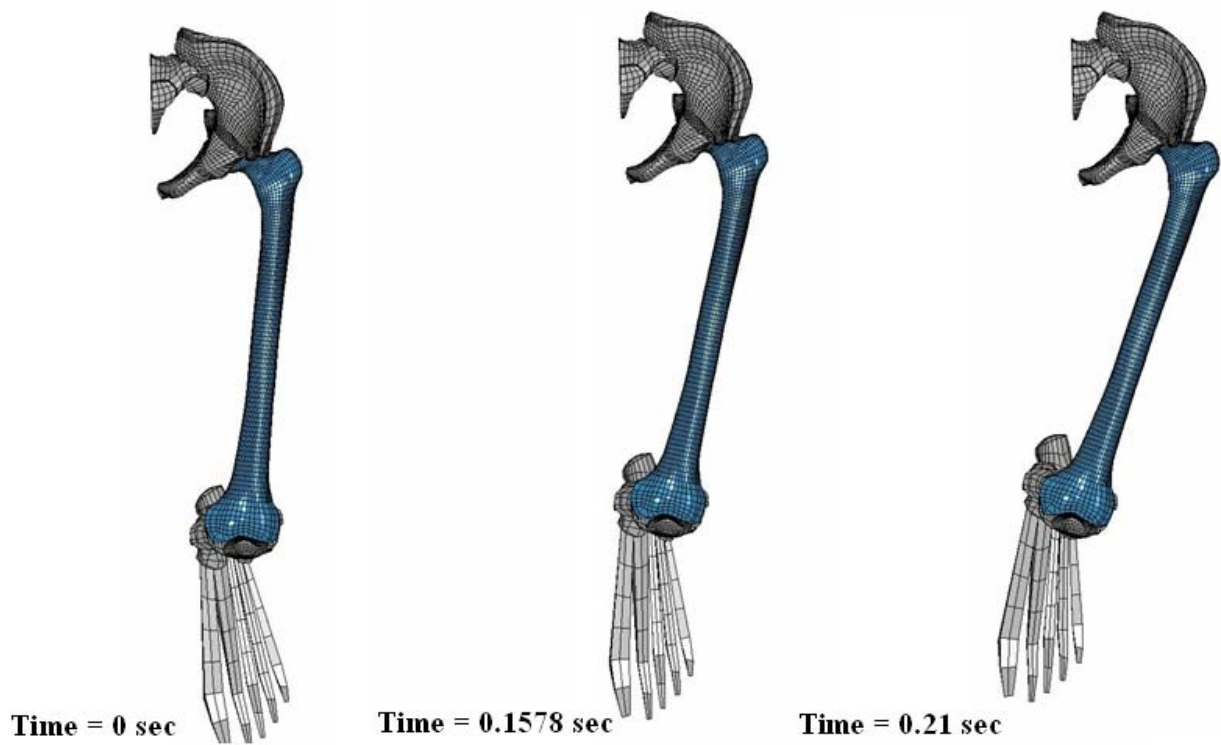 Time = 0 sec
Time = 0.1578 sec
Time = 0.21 sec